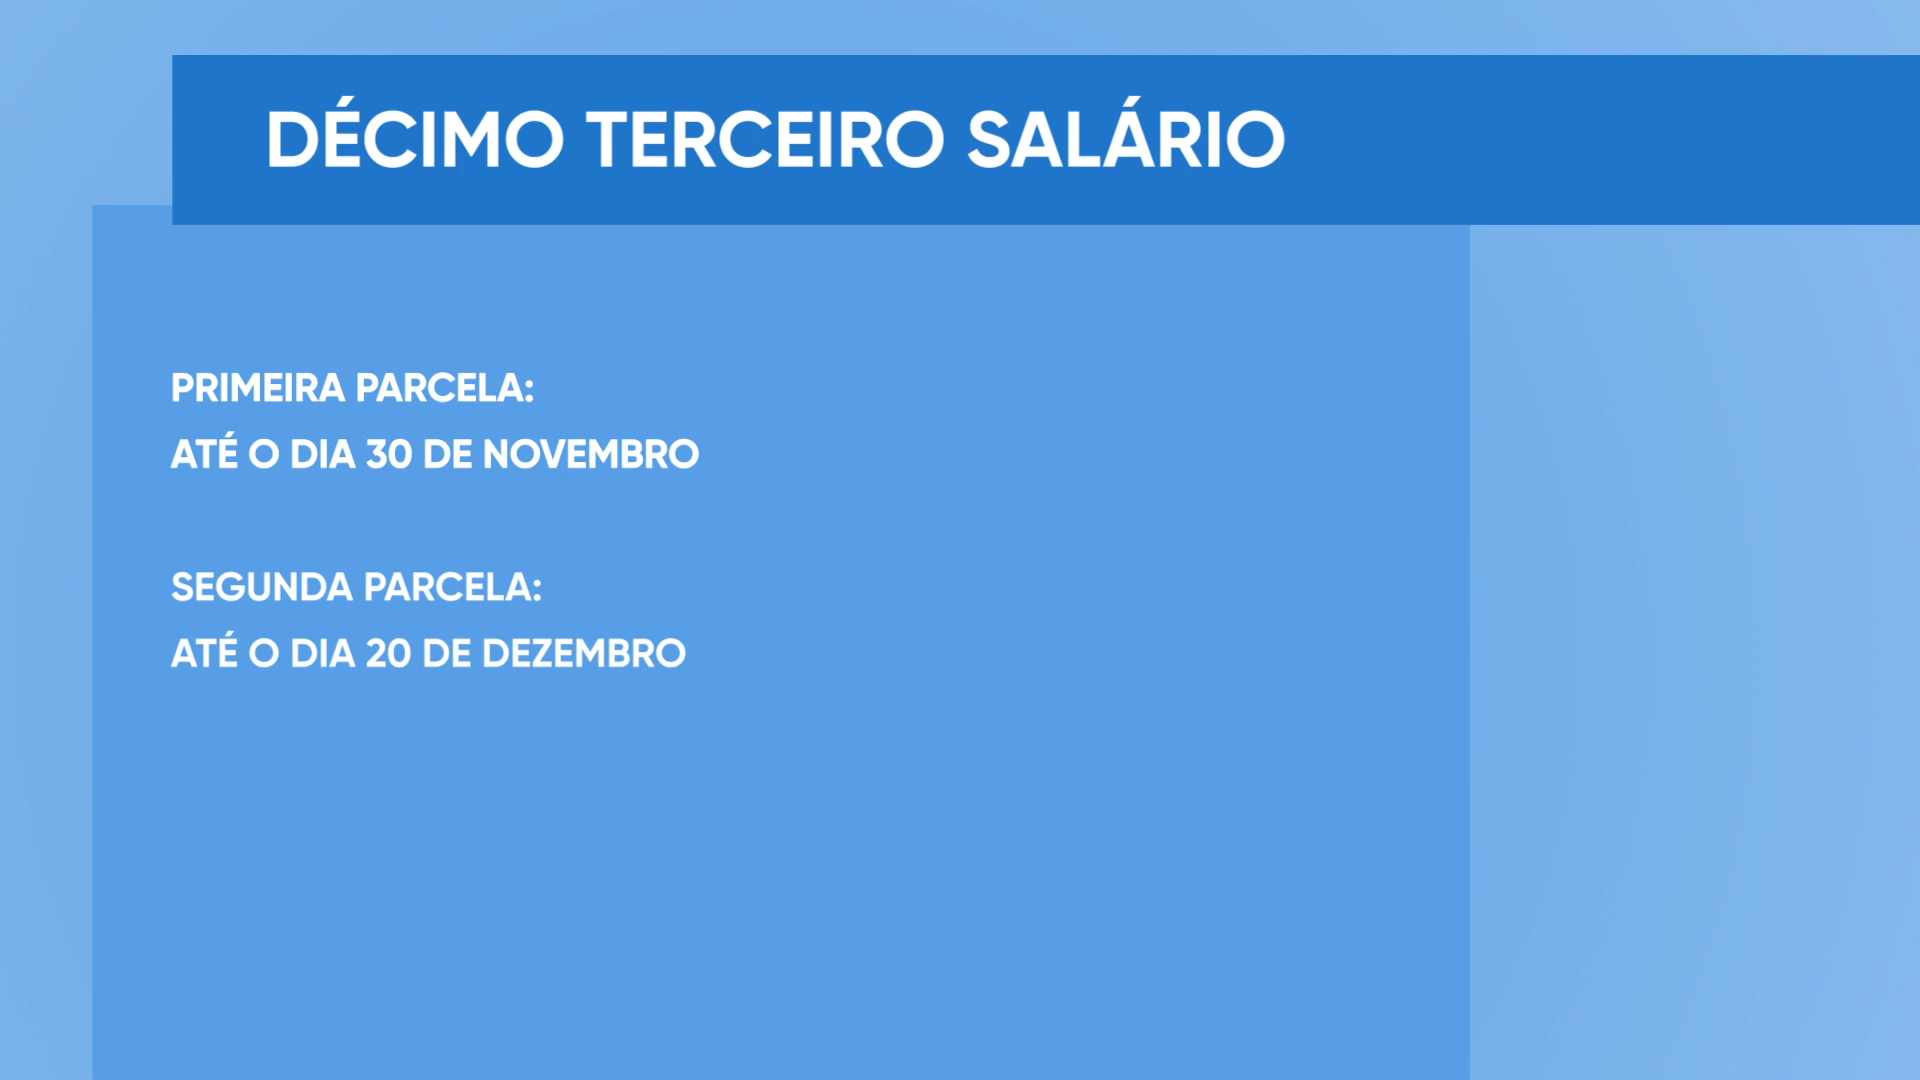 DÉCIMO TERCEIRO SALÁRIO
PRIMEIRA PARCELA:
ATÉ O DIA 30 DE NOVEMBRO
SEGUNDA PARCELA:
ATÉ O DIA 20 DE DEZEMBRO